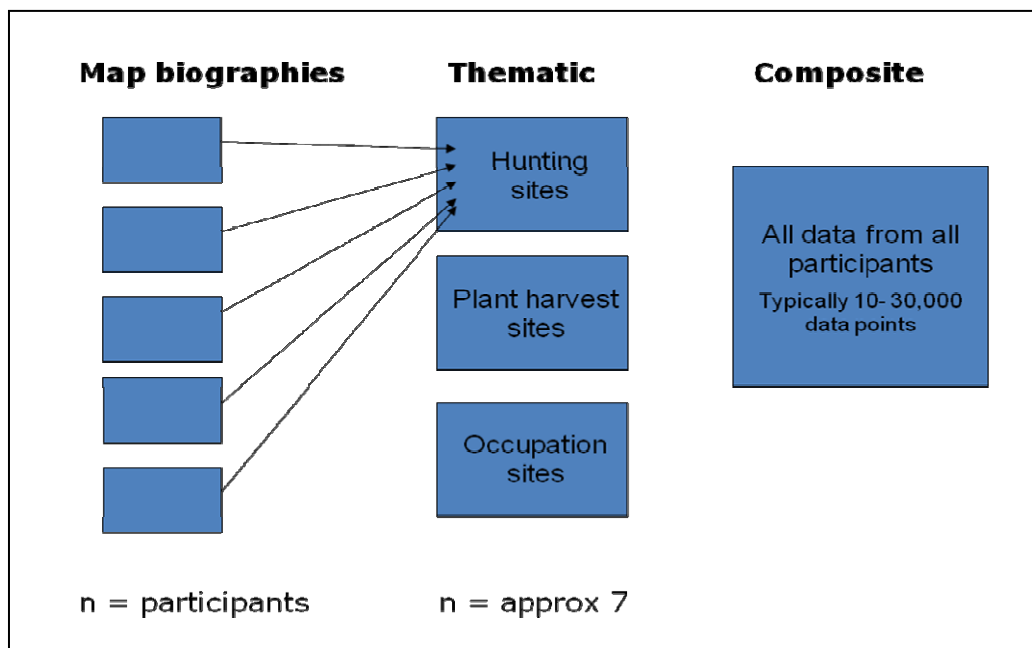 Map biographies
Thematic
Composite
Hunting
sites
Plant harvest
sites
Occupation
sites
All data from all
participants
Typically 10- 30,000
data points
n = participants
n = approx 7